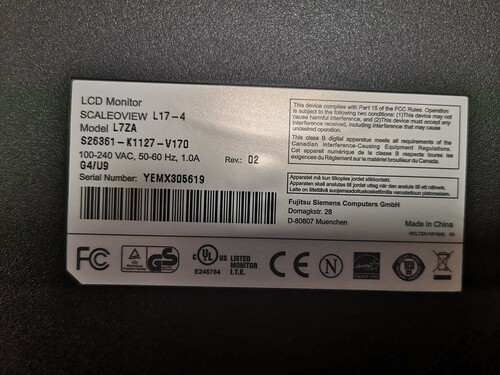 LCD Monitor
SCALEOVIEW L17-4
Model L7ZA
S26361-K1127-V170
100-240 VAC, 50-60 Hz, 1.0A Rev.: 02
G4/U9
Serial Number: YEMX305619
This device complies with Part 15 of the FCC Rules. Operation
is subject to the following two conditions: (1)This device may not
cause harmful interference, and (2)This device must accept any
interference received, including interference that may cause
undesired operation.
This Class B digital apparatus meets all requirements of the
Canadian Interference-Causing Equipment Regulations.
Cet appareil numérique de la classe B respecte toutes les
exigences du Règlement sur le matériel brouilleur du Canada.
Apparatet må kun tilkoples jordet stikkontakt.
Apparaten skall anslutas till jordat uttag når den ansluts till ett nätverk.
Laite on liitettävä suojamaadoituskoskettimilla varustettuun pistorasiaan.
Fujitsu Siemens Computers GmbH
Domagkstr. 28
D-80807 Muenchen
Made in China
FC
GS
c UL US LISTED
MONITOR
I.T.E.
E248784
CE
N